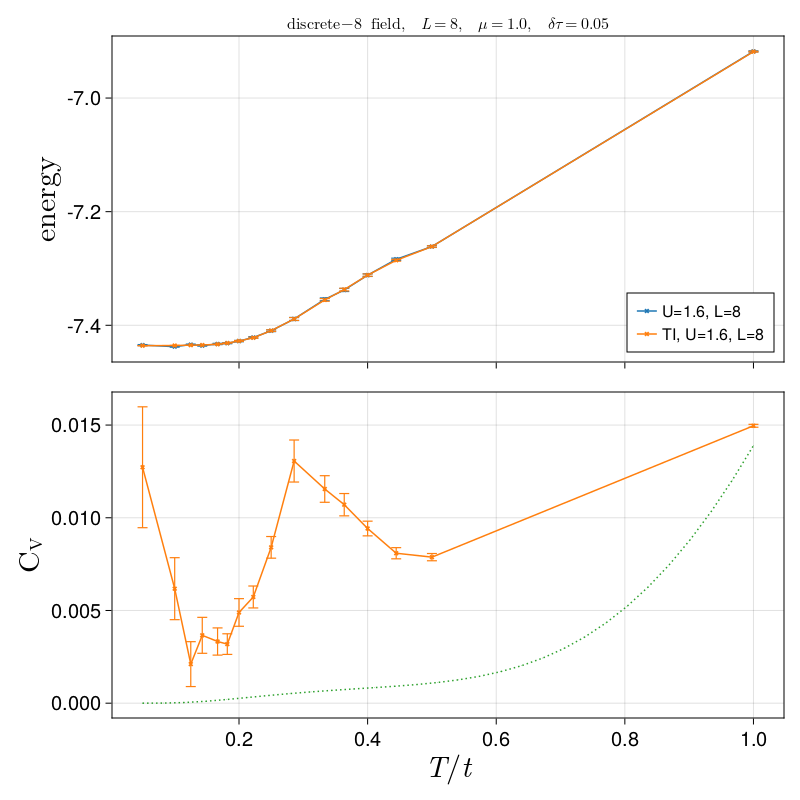 discrete−8 field, L = 8, μ = 1.0, δτ = 0.05
energy
-7.0
-7.2
-7.4
U=1.6, L=8
TI, U=1.6, L=8
C_V
0.015
0.010
0.005
0.000
0.2 0.4 0.6 0.8 1.0
T/t